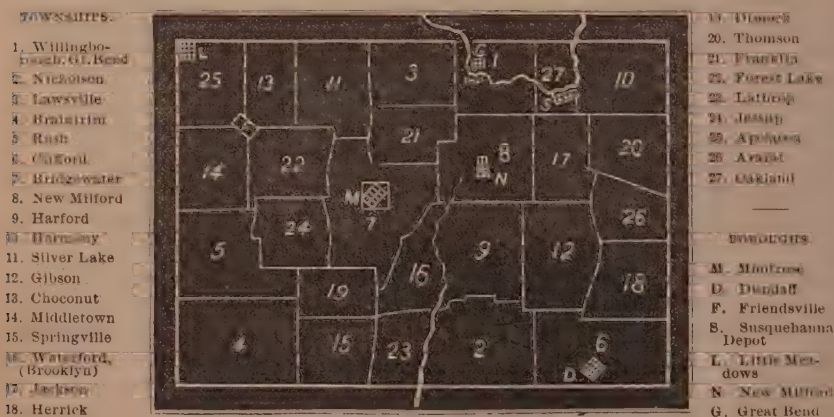 TOWNSHIPS.
1. Willingbo-
rough, Gt. Bend
2. Nicholson
3. Lawsville
4. Braintrim
5. Rush
6. Clifford
7. Bridgewater
8. New Milford
9. Harford
10. Harmony
11. Silver Lake
12. Gibson
13. Choconut
14. Middletown
15. Springville
16. Waterford,
(Brooklyn)
17. Jackson
18. Herrick
L
25
13
11
3
G
1
27
S
10
14
22
21
8
N
17
20
M
7
5
24
16
9
12
26
18
19
4
15
23
2
6
D
19. Dimock
20. Thomson
21. Franklin
22. Forest Lake
23. Lathrop
24. Jessup
25. Apolacon
26. Ararat
27. Oakland
BOROUGHS.
M. Montrose
D. Dundaff
F. Friendsville
S. Susquehanna
Depot
L. Little Mea-
dows
N. New Milford
G. Great Bend